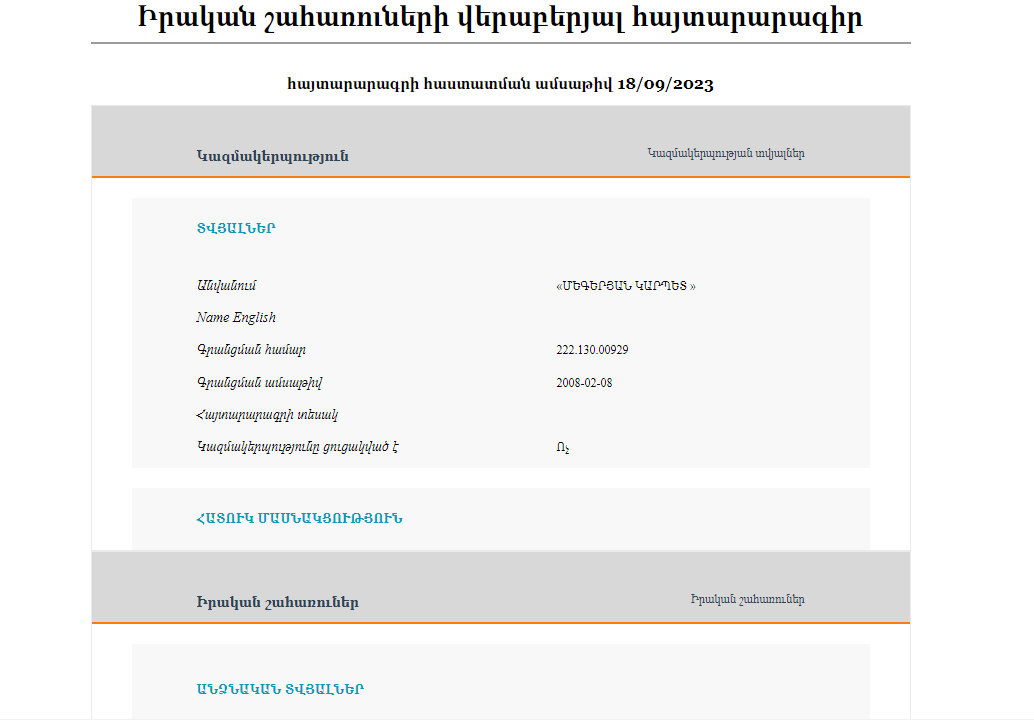 Իրական շահառուների վերաբերյալ հայտարարագիր
հայտարարագրի հաստատման ամսաթիվ 18/09/2023
Կազմակերպություն
Կազմակերպության տվյալներ
ՏՎՅԱԼՆԵՐ
Անվանում «ՄԵԳԵՐՅԱՆ ԿԱՐՊԵՏ »
Name English
Գրանցման համար 222.130.00929
Գրանցման ամսաթիվ 2008-02-08
Հայտարարագրի տեսակ
Կազմակերպությունը ցուցակված է Ոչ
ՀԱՏՈՒԿ ՄԱՍՆԱԿՑՈՒԹՅՈՒՆ
Իրական շահառուներ
Իրական շահառուներ
ԱՆՁՆԱԿԱՆ ՏՎՅԱԼՆԵՐ